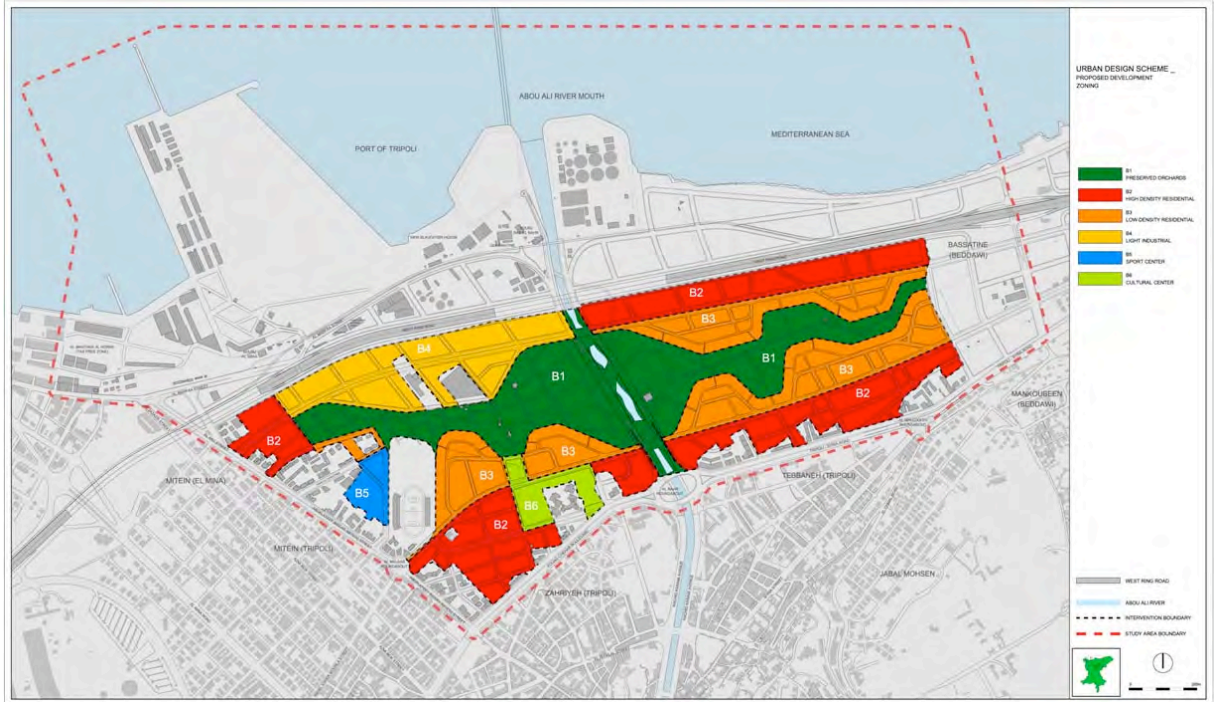 ABOU ALI RIVER MOUTH
PORT OF TRIPOLI
MEDITERRANEAN SEA
BASSATINE
(BEDDAWI)
B2
B3
B4
B1
B1
B3
B2
MANKOUBEEN
(BEDDAWI)
B2
B3
B3
B5
B6
B2
MITEIN (EL MINA)
TEBBANEH (TRIPOLI)
MITEIN (TRIPOLI)
ZAHRIYEH (TRIPOLI)
JABAL MOHSEN
URBAN DESIGN SCHEME _
PROPOSED DEVELOPMENT
ZONING
B1
PRESERVED ORCHARDS
B2
HIGH DENSITY RESIDENTIAL
B3
LOW DENSITY RESIDENTIAL
B4
LIGHT INDUSTRIAL
B5
SPORT CENTER
B6
CULTURAL CENTER
WEST RING ROAD
ABOU ALI RIVER
INTERVENTION BOUNDARY
STUDY AREA BOUNDARY